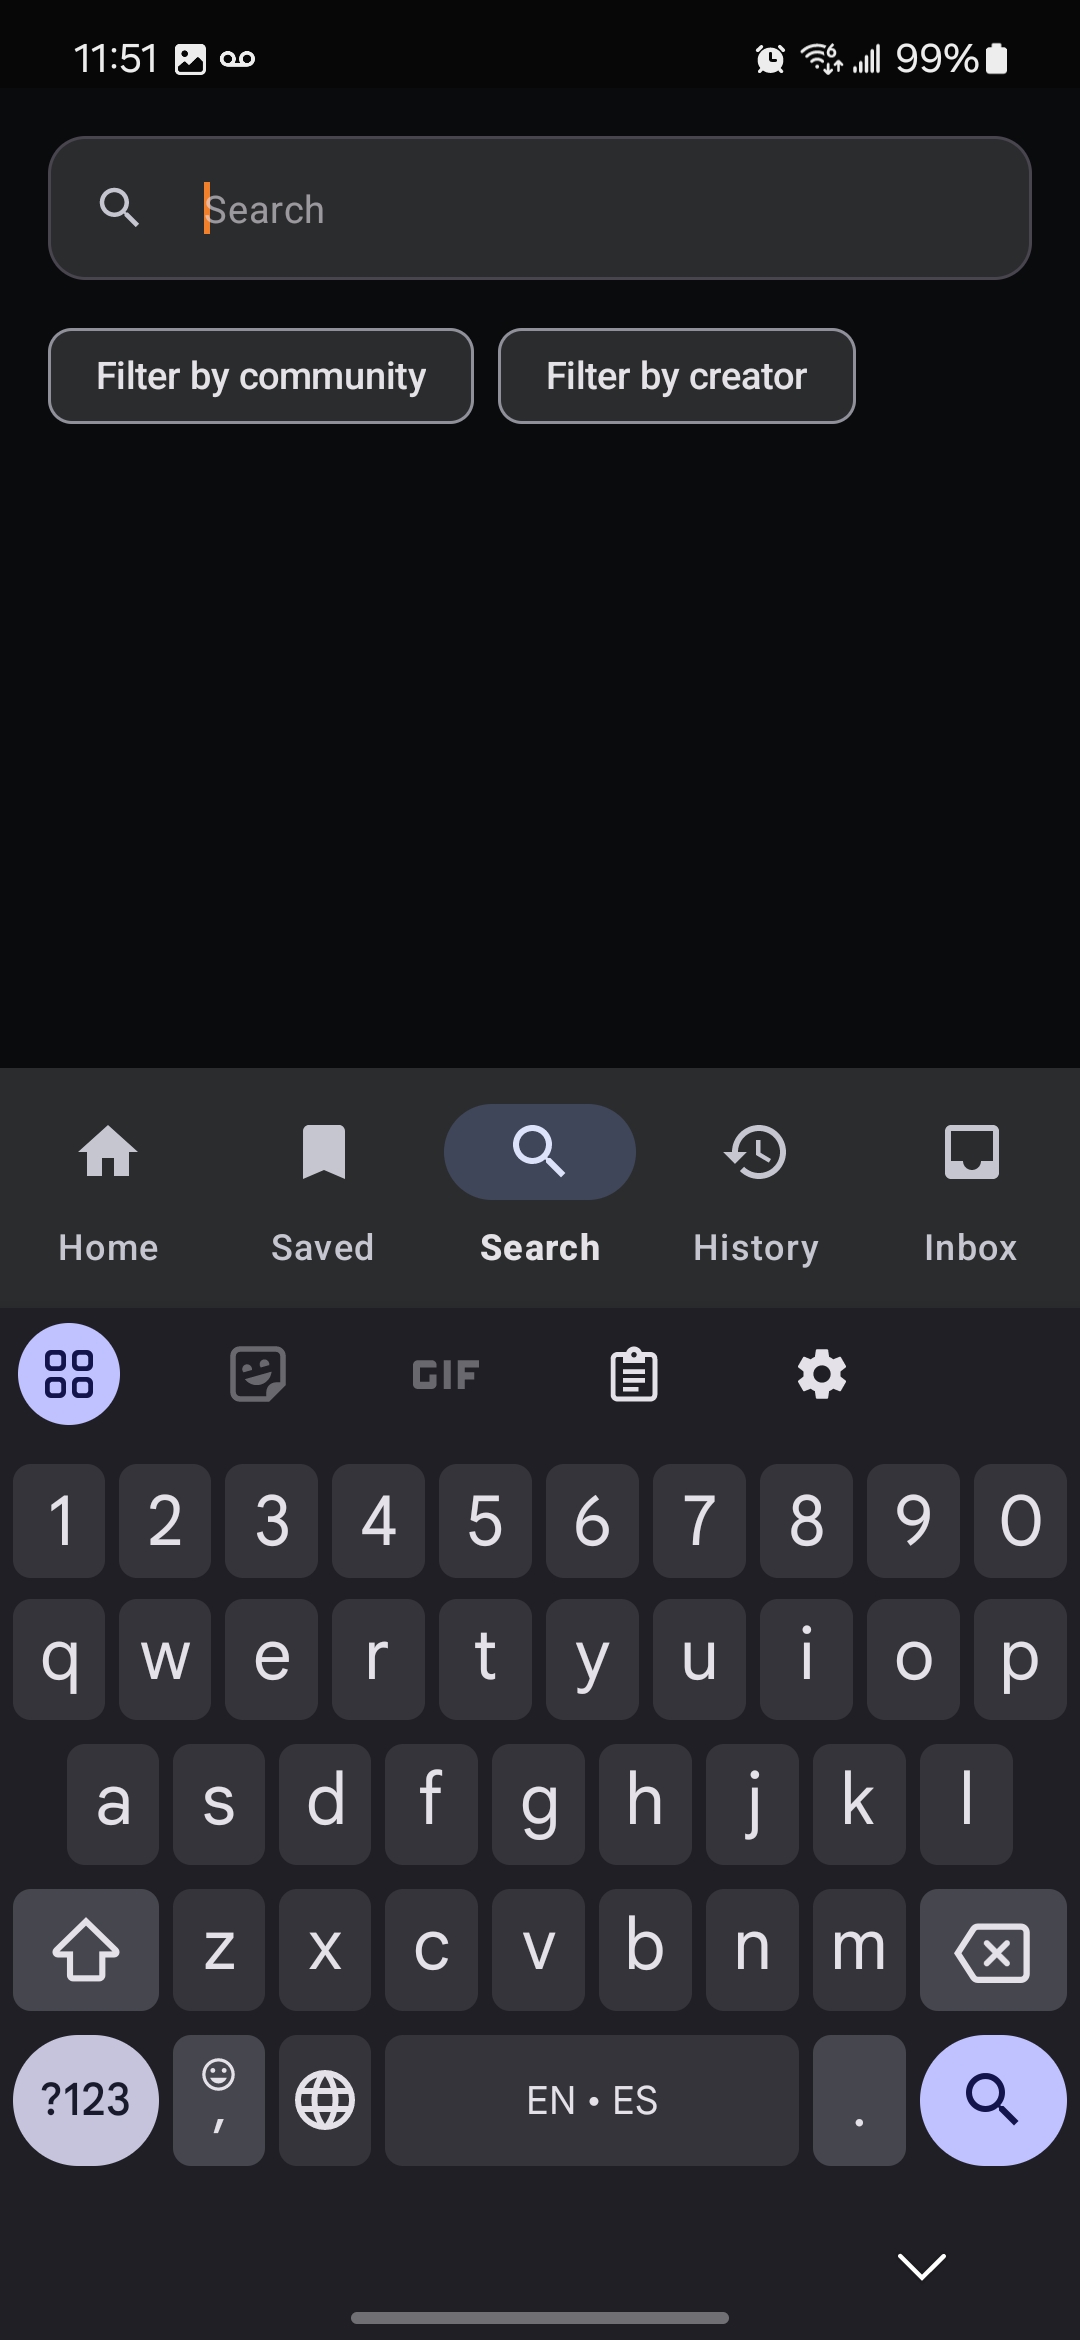 11:51 99%
Search
Filter by community Filter by creator
Home Saved Search History Inbox
GIF
1 2 3 4 5 6 7 8 9 0
q w e r t y u i o p
a s d f g h j k l
z x c v b n m
?123 , EN • ES .